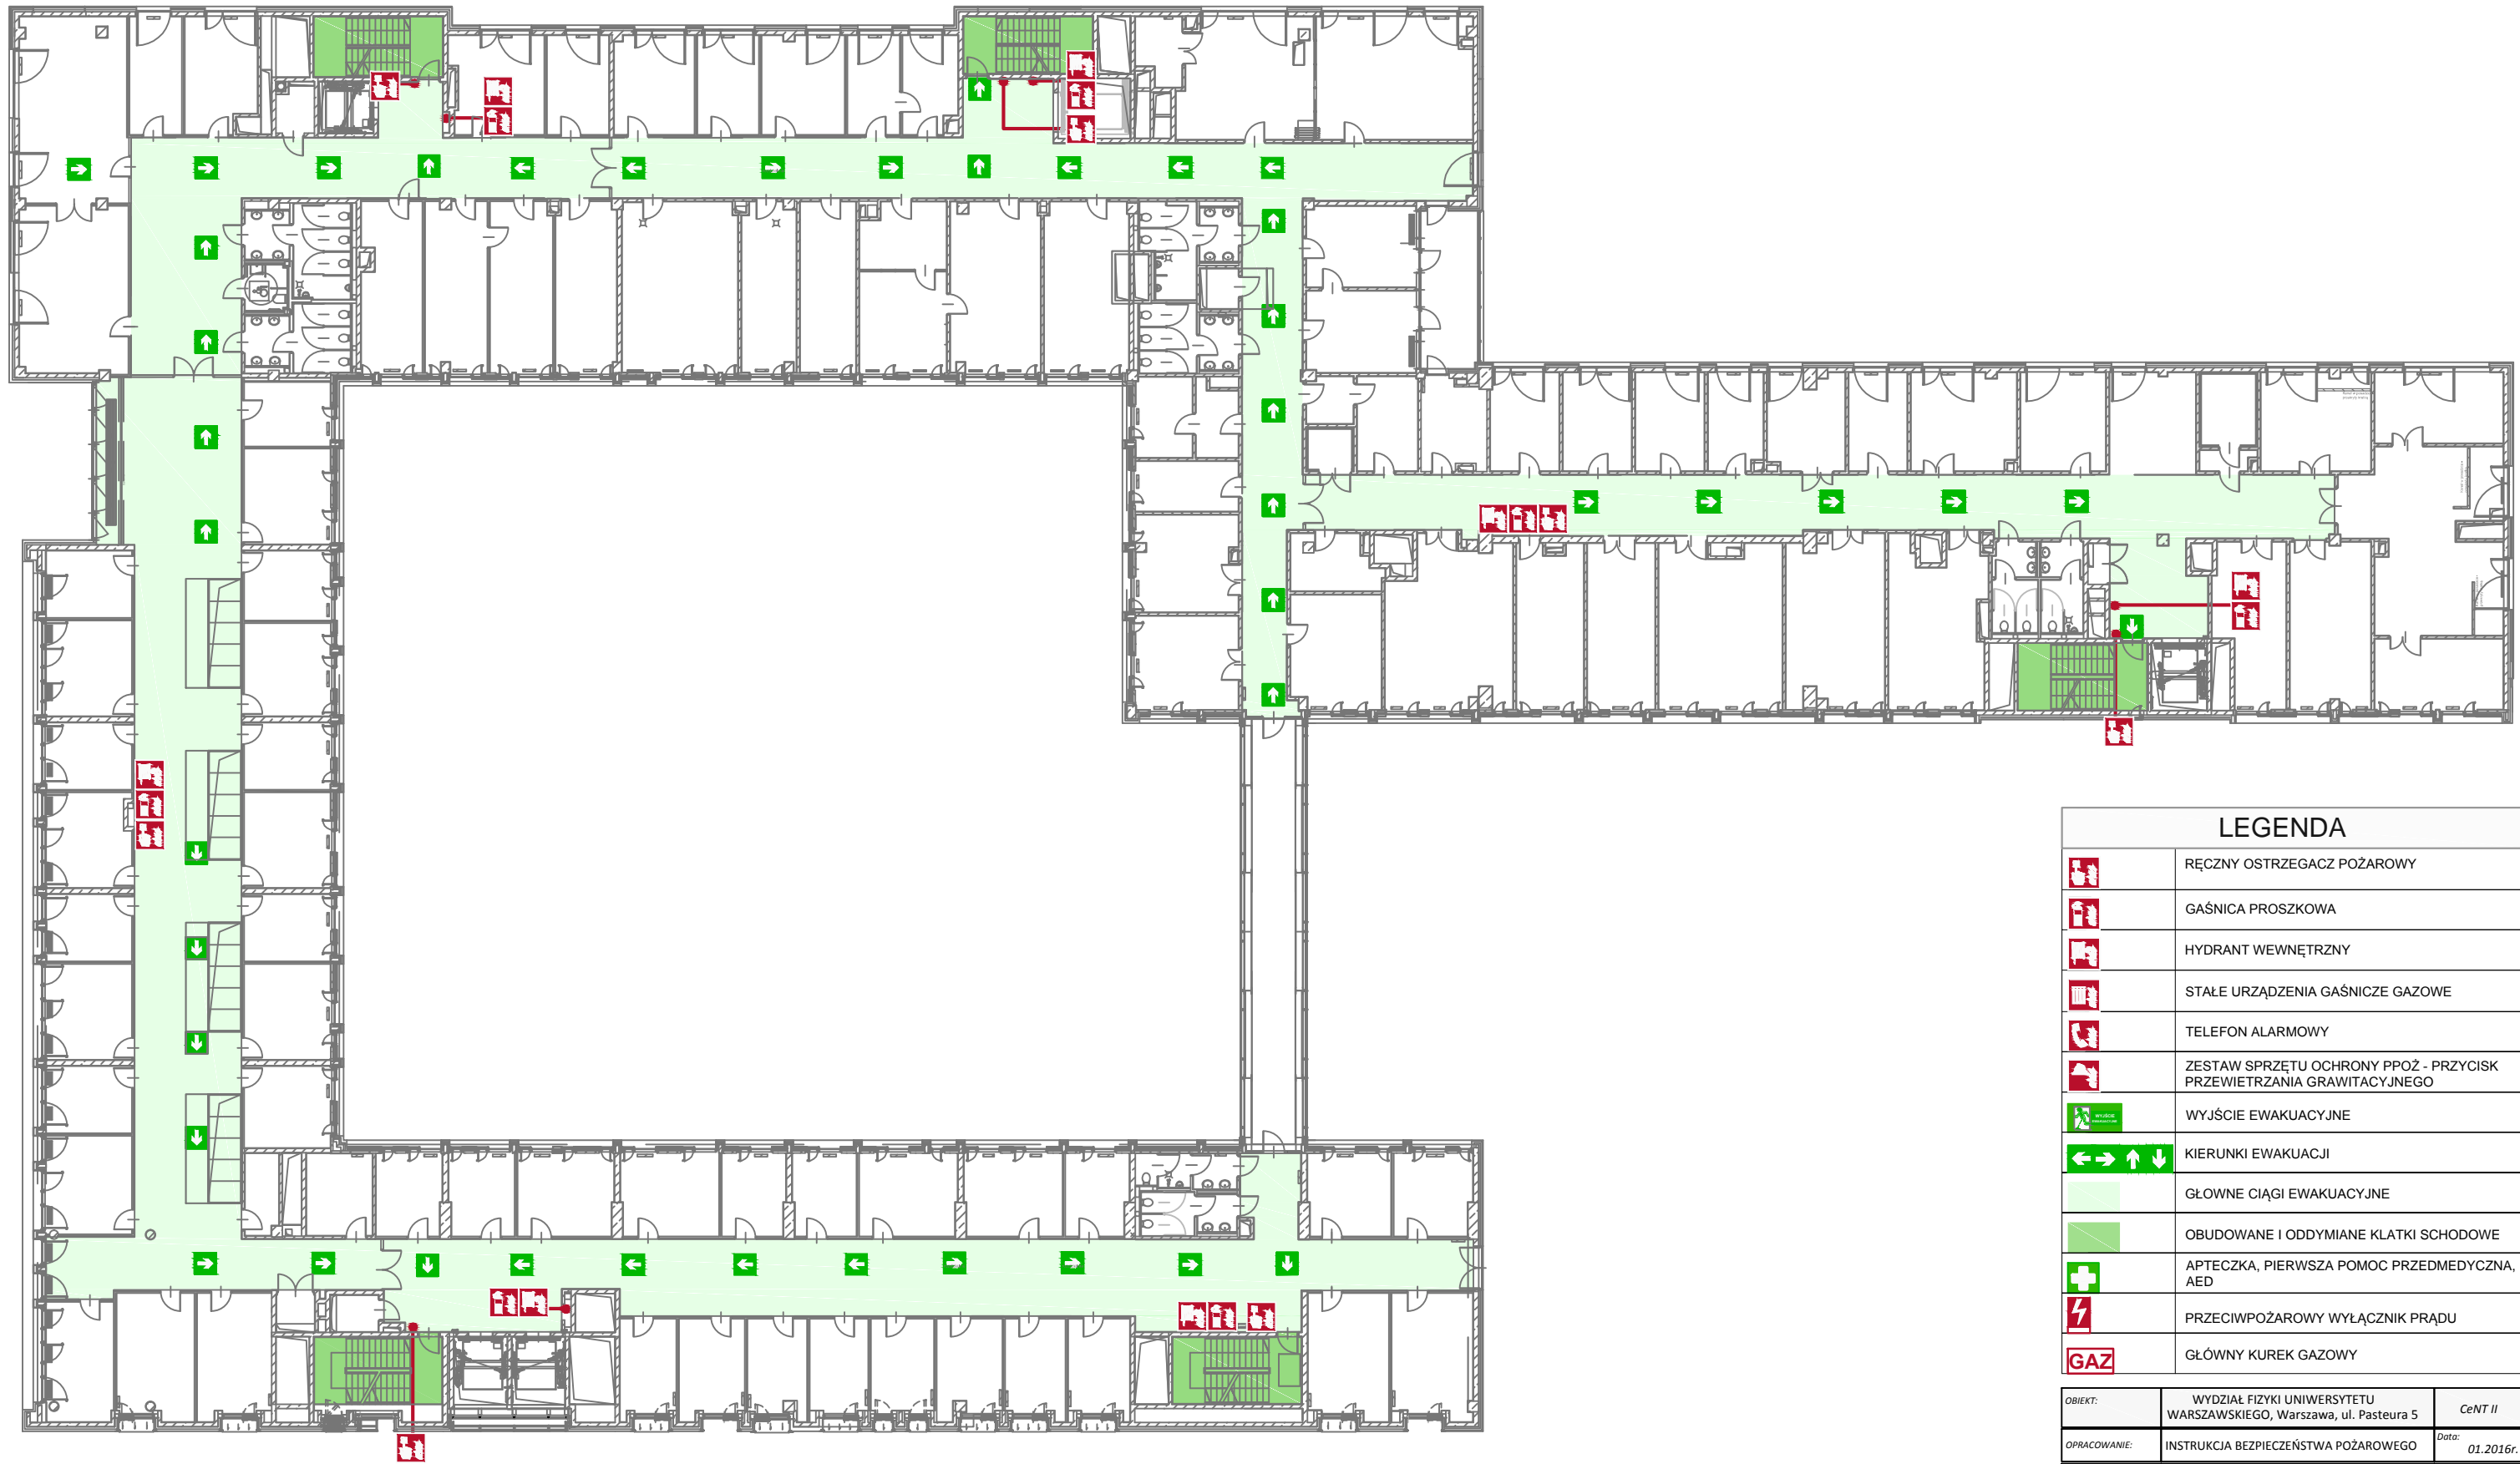 LEGENDA
RĘCZNY OSTRZEGACZ POŻAROWY
GAŚNICA PROSZKOWA
HYDRANT WEWNĘTRZNY
STAŁE URZĄDZENIA GAŚNICZE GAZOWE
TELEFON ALARMOWY
ZESTAW SPRZĘTU OCHRONY PPOŻ - PRZYCISK
PRZEWIETRZANIA GRAWITACYJNEGO
WYJŚCIE EWAKUACYJNE
KIERUNKI EWAKUACJI
GŁOWNE CIĄGI EWAKUACYJNE
OBUDOWANE I ODDYMIANE KLATKI SCHODOWE
APTECZKA, PIERWSZA POMOC PRZEDMEDYCZNA,
AED
PRZECIWPOŻAROWY WYŁĄCZNIK PRĄDU
GAZ GŁÓWNY KUREK GAZOWY
OBIEKT: WYDZIAŁ FIZYKI UNIWERSYTETU
WARSZAWSKIEGO, Warszawa, ul. Pasteura 5
CeNT II
OPRACOWANIE: INSTRUKCJA BEZPIECZEŃSTWA POŻAROWEGO
Data:
01.2016r.